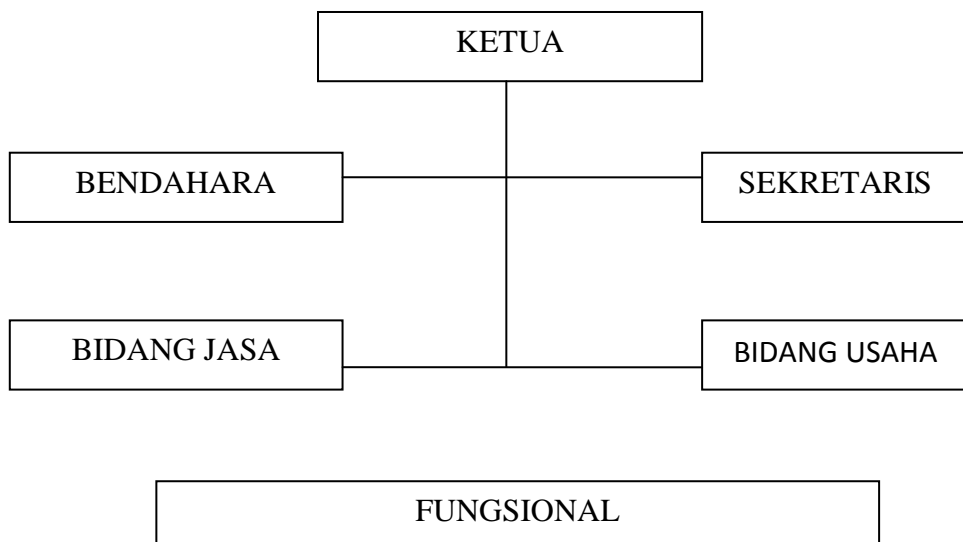 KETUA
BENDAHARA
SEKRETARIS
BIDANG JASA
BIDANG USAHA
FUNGSIONAL